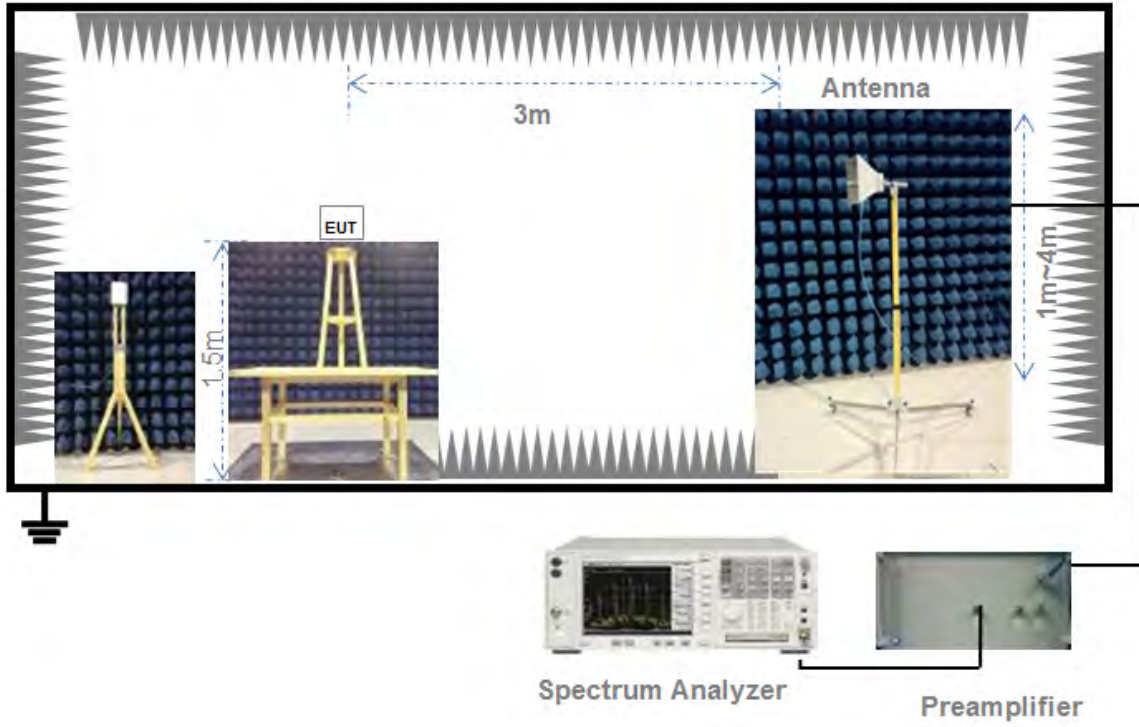 Antenna
3m
EUT
1.5m
1m~4m
Spectrum Analyzer
Preamplifier